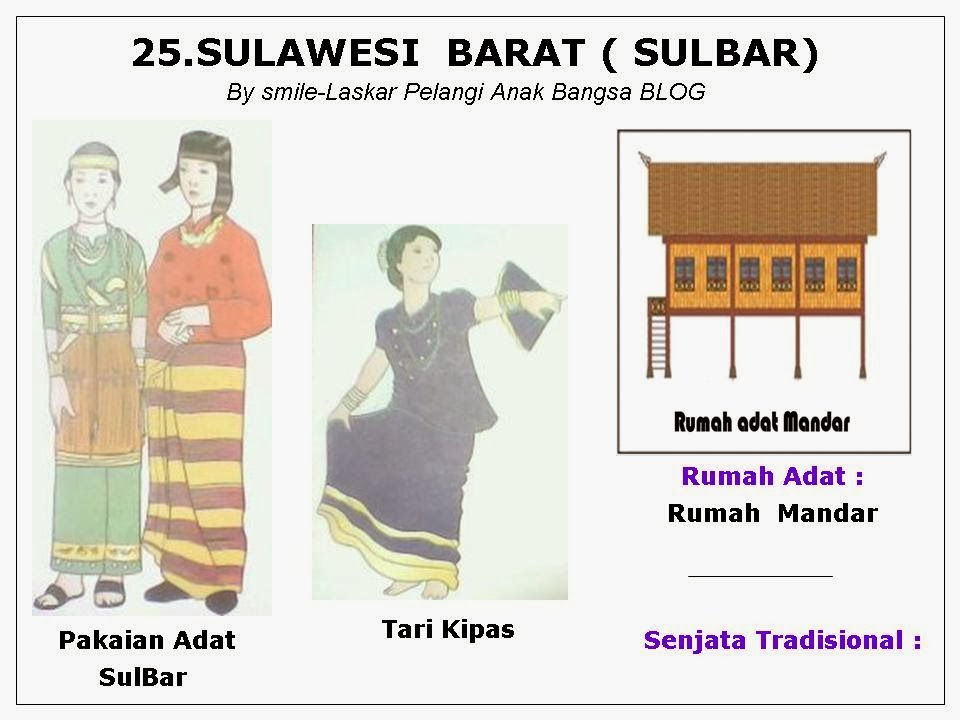 25.SULAWESI BARAT ( SULBAR)
By smile-Laskar Pelangi Anak Bangsa BLOG
Rumah adat Mandar
Rumah Adat :
Rumah Mandar
Tari Kipas
Pakaian Adat
SulBar
Senjata Tradisional :